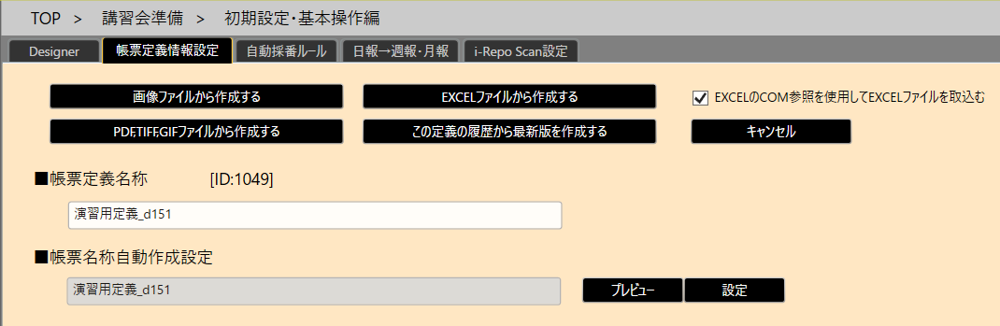 TOP > 講習会準備 > 初期設定・基本操作編
Designer 帳票定義情報設定 自動採番ルール 日報→週報・月報 i-Repo Scan設定
画像ファイルから作成する EXCELファイルから作成する EXCELのCOM参照を使用してEXCELファイルを取込む
PDF,TIFF,GIFファイルから作成する この定義の履歴から最新版を作成する キャンセル
■帳票定義名称 [ID:1049]
演習用定義_d151
■帳票名称自動作成設定
演習用定義_d151 プレビュー 設定